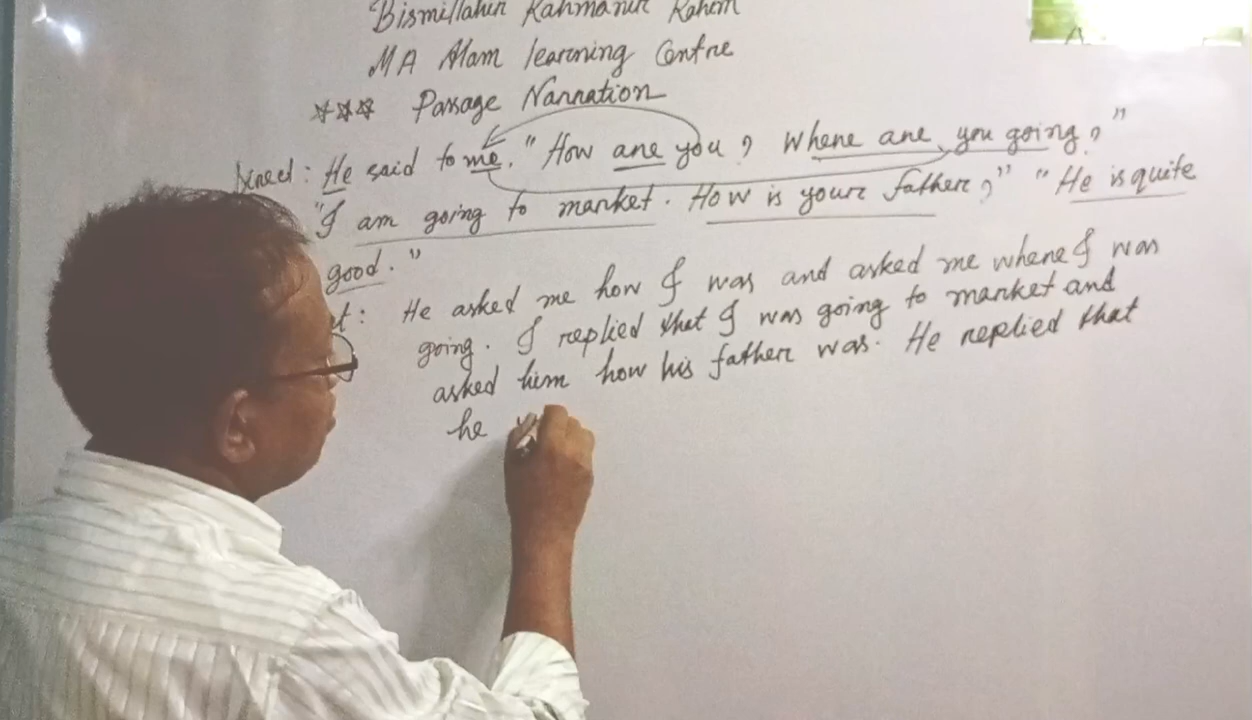 Bismillahir Rahmanir Rahim
MA Alam learning Centre
*** Passage Narration
He said to me, "How are you? Where are you going?"
"I am going to market. How is your father?" "He is quite
good."
t: He asked me how I was and asked me where I was
going. I replied that I was going to market and
asked him how his father was. He replied that
he